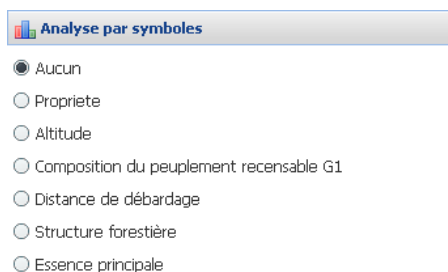 Analyse par symboles
Aucun
Propriete
Altitude
Composition du peuplement recensable G1
Distance de débardage
Structure forestière
Essence principale